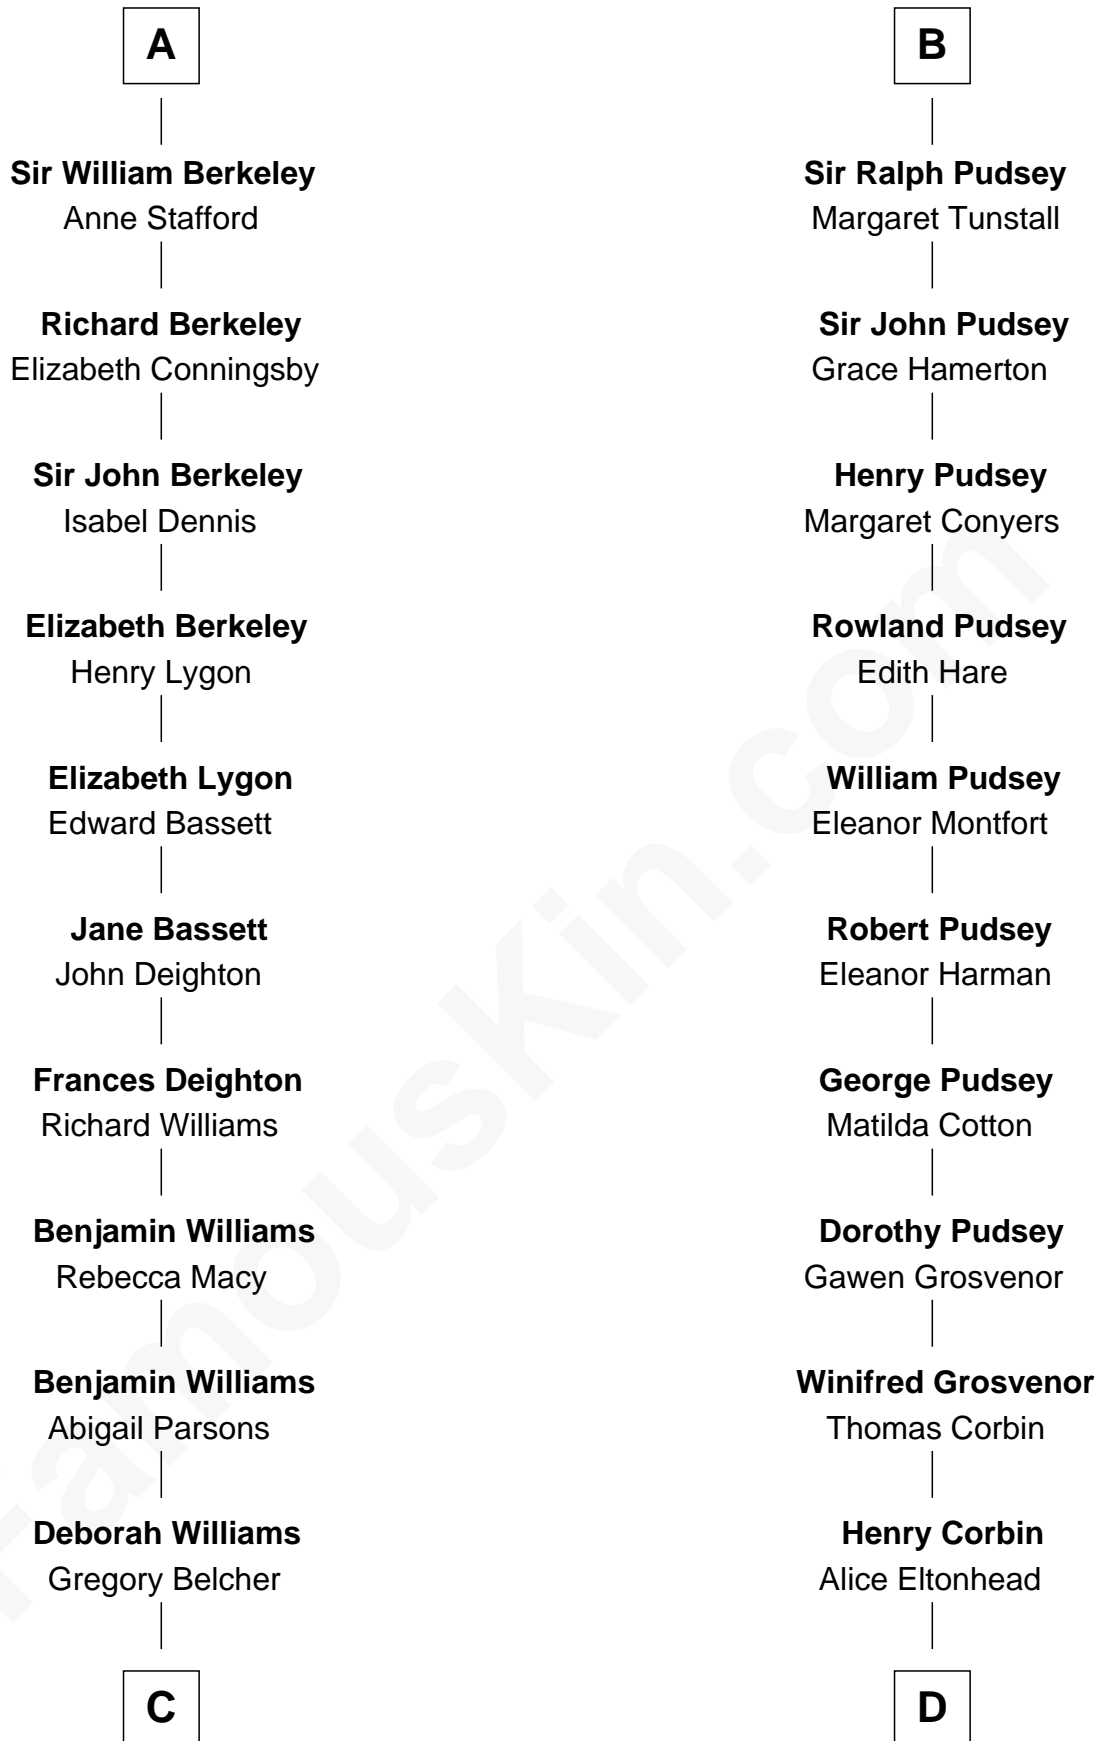 A
Sir William Berkeley
Anne Stafford
Richard Berkeley
Elizabeth Conningsby
Sir John Berkeley
Isabel Dennis
Elizabeth Berkeley
Henry Lygon
Elizabeth Lygon
Edward Bassett
Jane Bassett
John Deighton
Frances Deighton
Richard Williams
Benjamin Williams
Rebecca Macy
Benjamin Williams
Abigail Parsons
Deborah Williams
Gregory Belcher
C
B
Sir Ralph Pudsey
Margaret Tunstall
Sir John Pudsey
Grace Hamerton
Henry Pudsey
Margaret Conyers
Rowland Pudsey
Edith Hare
William Pudsey
Eleanor Montfort
Robert Pudsey
Eleanor Harman
George Pudsey
Matilda Cotton
Dorothy Pudsey
Gawen Grosvenor
Winifred Grosvenor
Thomas Corbin
Henry Corbin
Alice Eltonhead
D
FamousKin.com